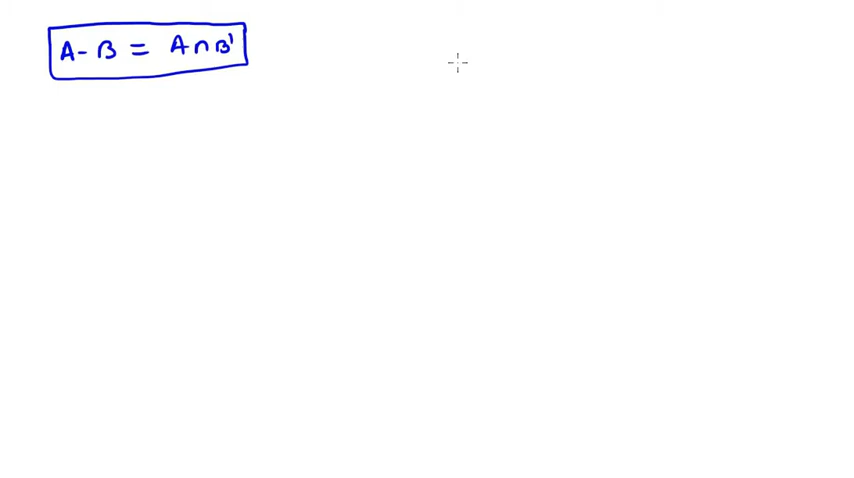 A - B = A ∩ B'